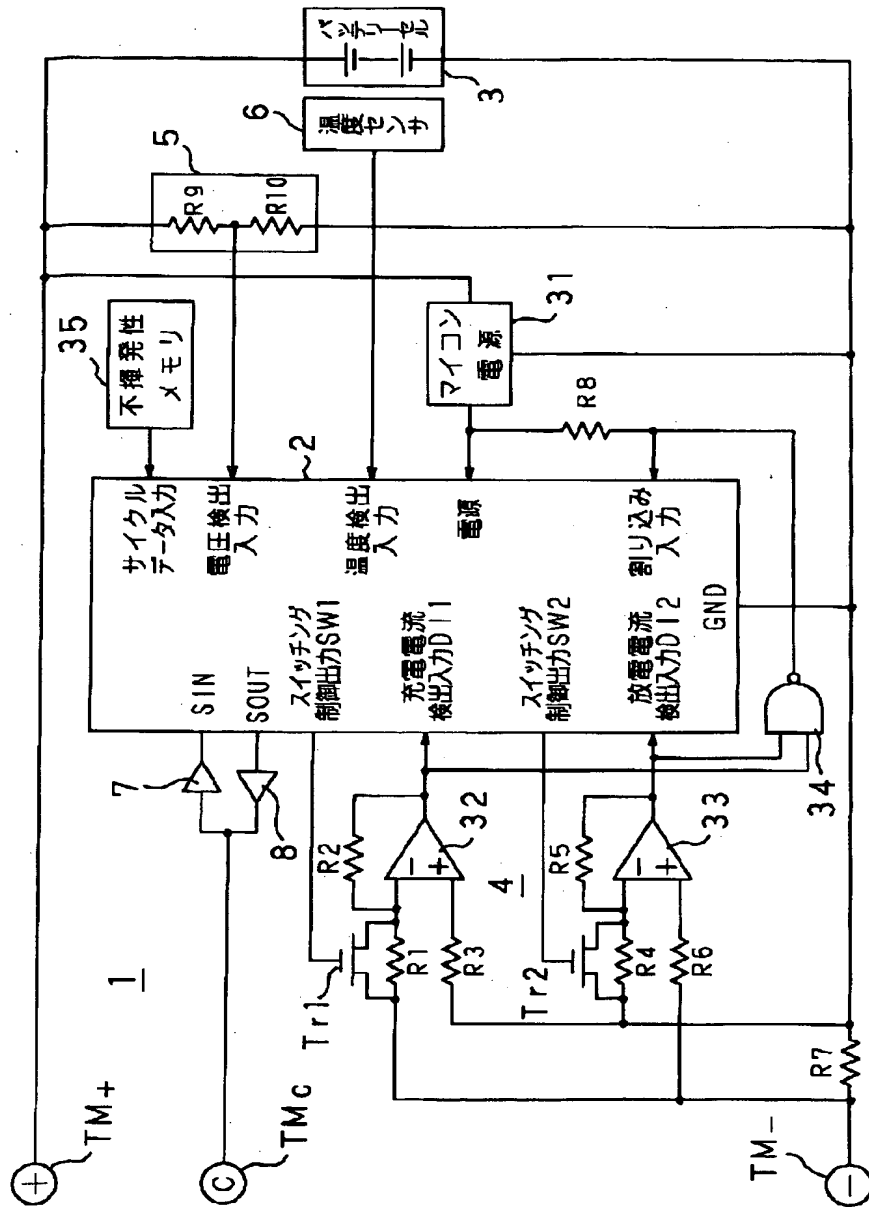 1
+
TM+
C
TMc
-
TM-
7
8
SIN
SOUT
2
サイクル
データ入力
電圧検出
入力
温度検出
入力
電源
割り込み
入力
GND
スイッチング
制御出力SW1
充電電流
検出入力DI1
スイッチング
制御出力SW2
放電電流
検出入力DI2
35
不揮発性
メモリ
5
R9
R10
6
温度センサ
バッテリーセル
3
マイコン
電源
31
R8
Tr1
R1
R2
R3
-
+
32
4
Tr2
R4
R5
R6
-
+
33
34
R7